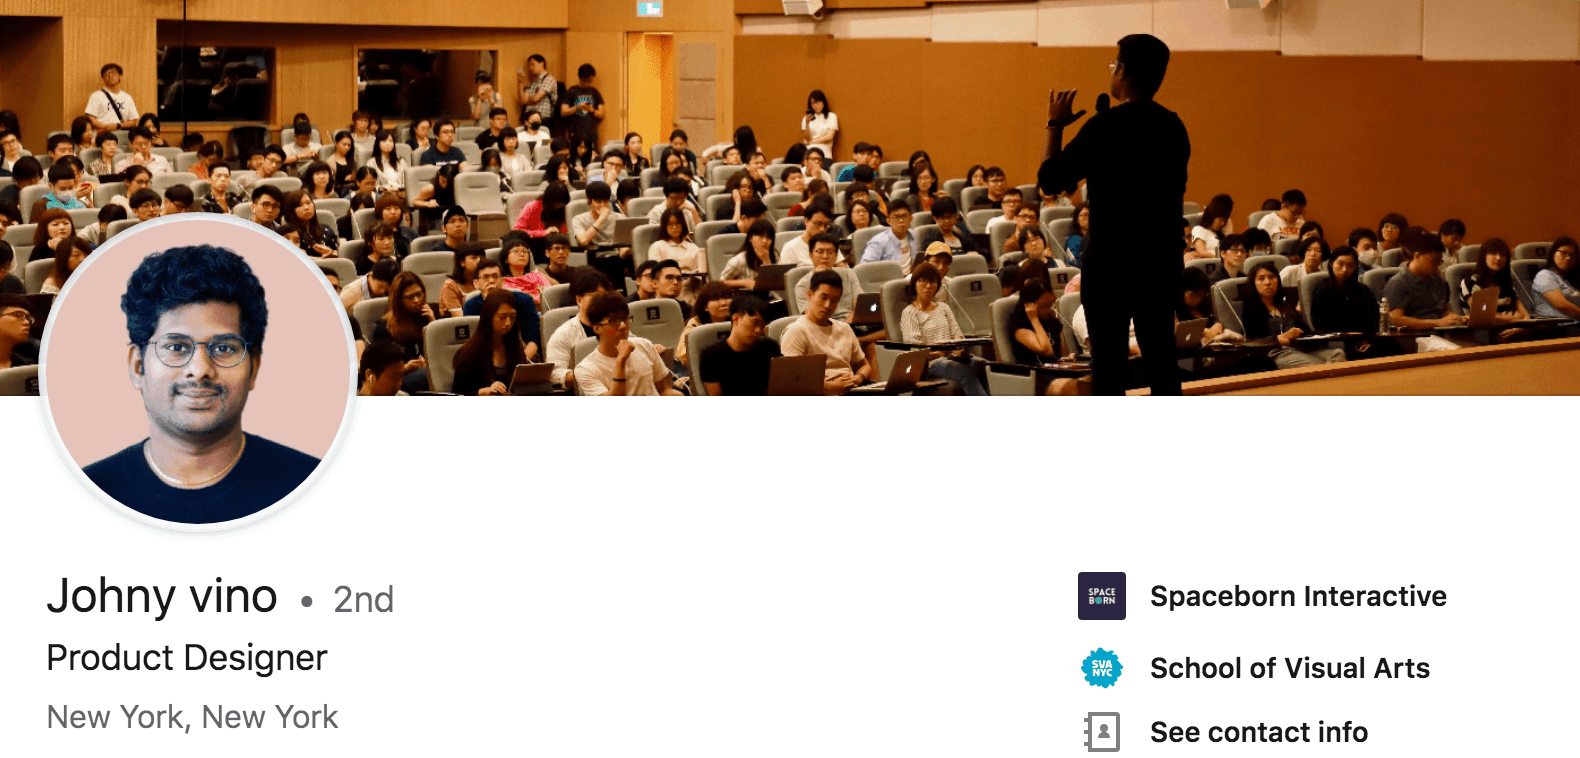 Johny vino • 2nd
Product Designer
New York, New York
SPACE
BORN
Spaceborn Interactive
SVA
NYC
School of Visual Arts
See contact info